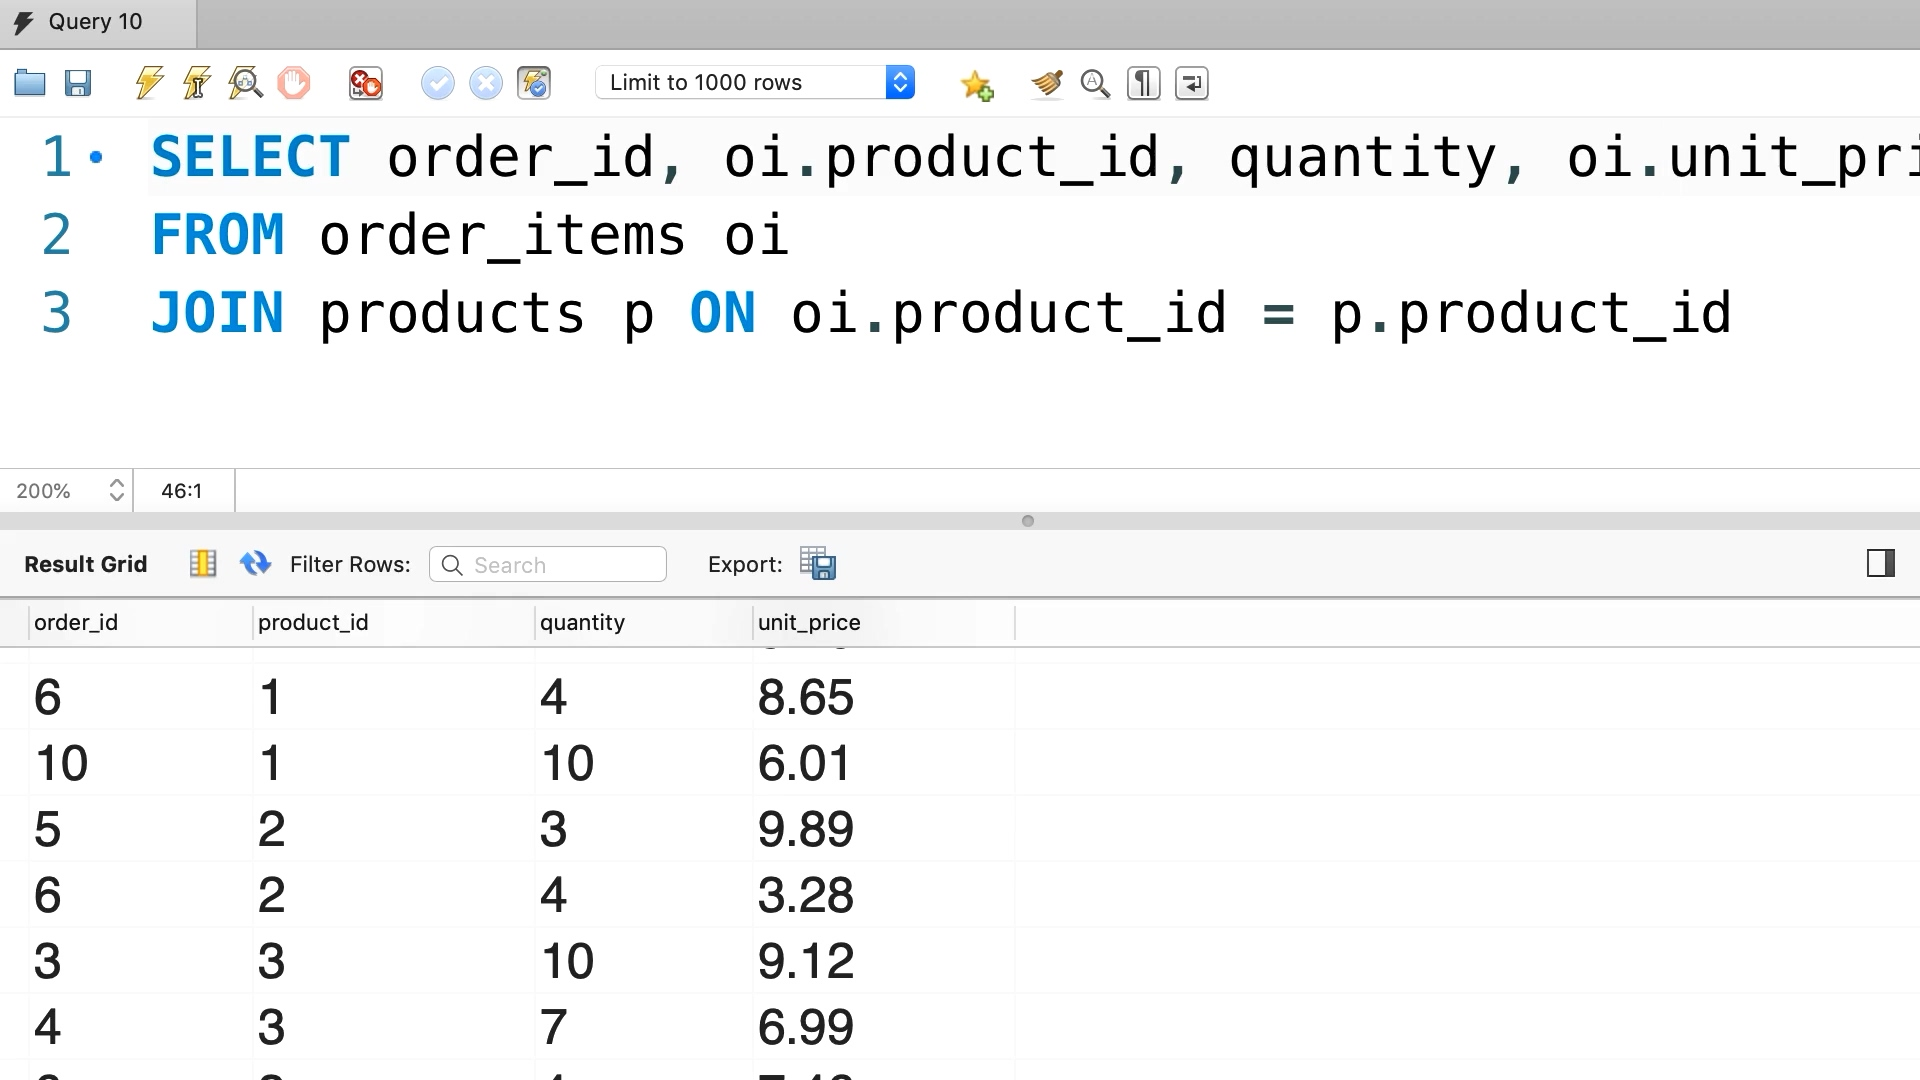 Query 10
Limit to 1000 rows
1 SELECT order_id, oi.product_id, quantity, oi.unit_pri
2 FROM order_items oi
3 JOIN products p ON oi.product_id = p.product_id
200% 46:1
Result Grid Filter Rows: Search Export:
order_id product_id quantity unit_price
6 1 4 8.65
10 1 10 6.01
5 2 3 9.89
6 2 4 3.28
3 3 10 9.12
4 3 7 6.99